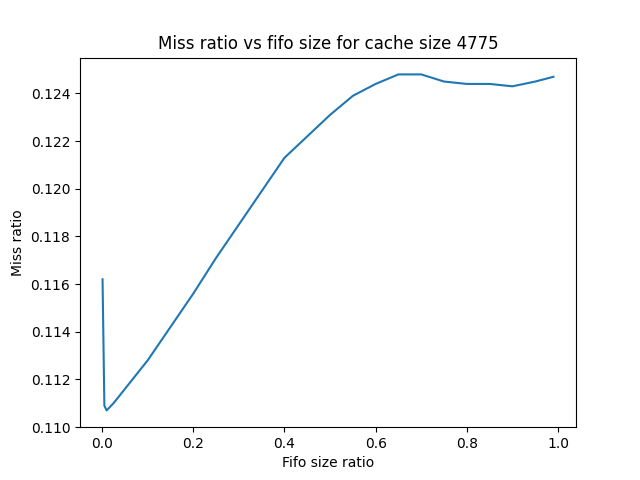 Miss ratio vs fifo size for cache size 4775
0.124
0.122
0.120
0.118
0.116
0.114
0.112
0.110
Miss ratio
0.0 0.2 0.4 0.6 0.8 1.0
Fifo size ratio